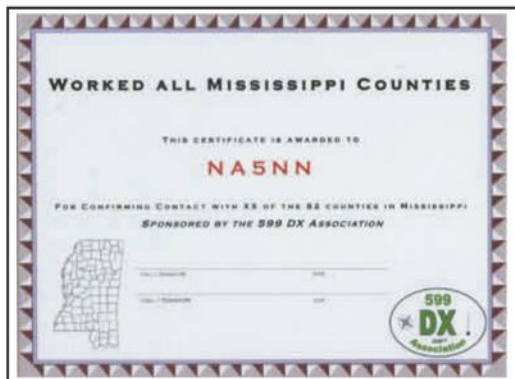 WORKED ALL MISSISSIPPI COUNTIES
THIS CERTIFICATE IS AWARDED TO
NA5NN
FOR CONFIRMING CONTACT WITH XX OF THE 82 COUNTIES IN MISSISSIPPI
SPONSORED BY THE 599 DX ASSOCIATION
599
DX
Association